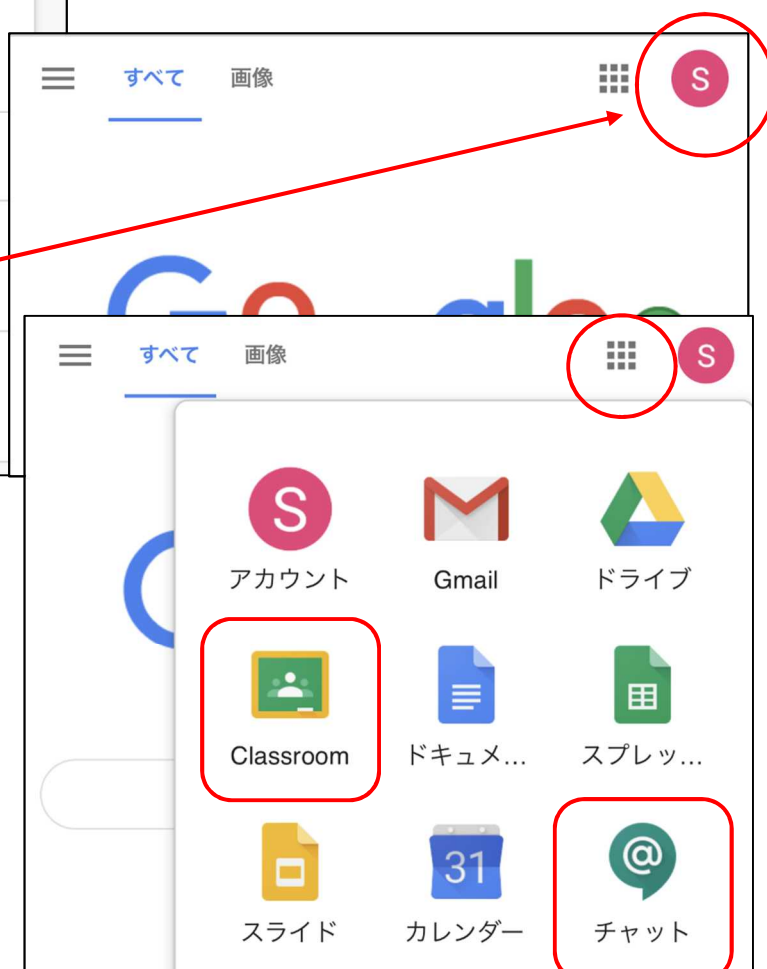 すべて 画像 S
すべて 画像 S
S
アカウント Gmail ドライブ
Classroom ドキュメ... スプレッ...
31 @
スライド カレンダー チャット